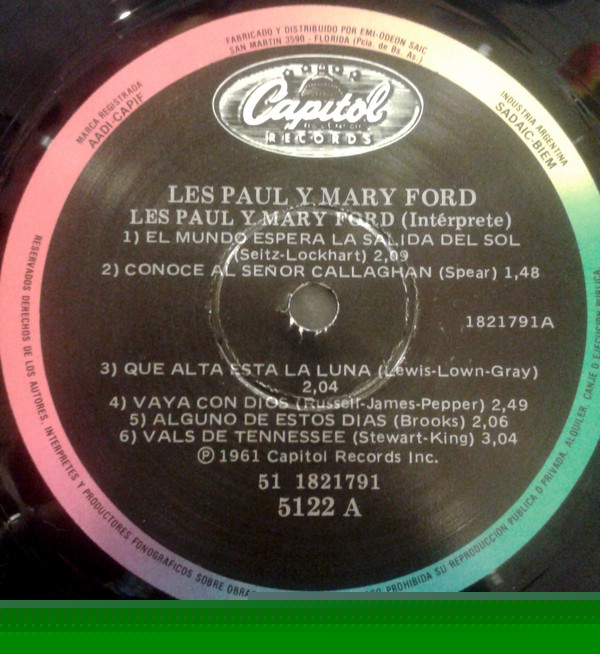 FABRICADO Y DISTRIBUIDO POR EMI-ODEON SAIC
SAN MARTIN 3590 - FLORIDA (Pcia. de Bs. As.)
MARCA REGISTRADA
AADI-CAPIF
INDUSTRIA ARGENTINA
SADAIC-BIEM
Capitol
RECORDS
LES PAUL Y MARY FORD
LES PAUL Y MARY FORD (Intérprete)
1) EL MUNDO ESPERA LA SALIDA DEL SOL
(Seitz-Lockhart) 2,09
2) CONOCE AL SEÑOR CALLAGHAN (Spear) 1,48
1821791A
3) QUE ALTA ESTA LA LUNA (Lewis-Lown-Gray)
2,04
4) VAYA CON DIOS (Russell-James-Pepper) 2,49
5) ALGUNO DE ESTOS DIAS (Brooks) 2,06
6) VALS DE TENNESSEE (Stewart-King) 3,04
Ⓟ 1961 Capitol Records Inc.
51 1821791
5122 A
RESERVADOS DERECHOS DE LOS AUTORES, INTERPRETES Y PRODUCTORES FONOGRAFICOS SOBRE
PROHIBIDA SU REPRODUCCION PUBLICA O PRIVADA, ALQUILER, CANJE O EJECUCION PUBLICA